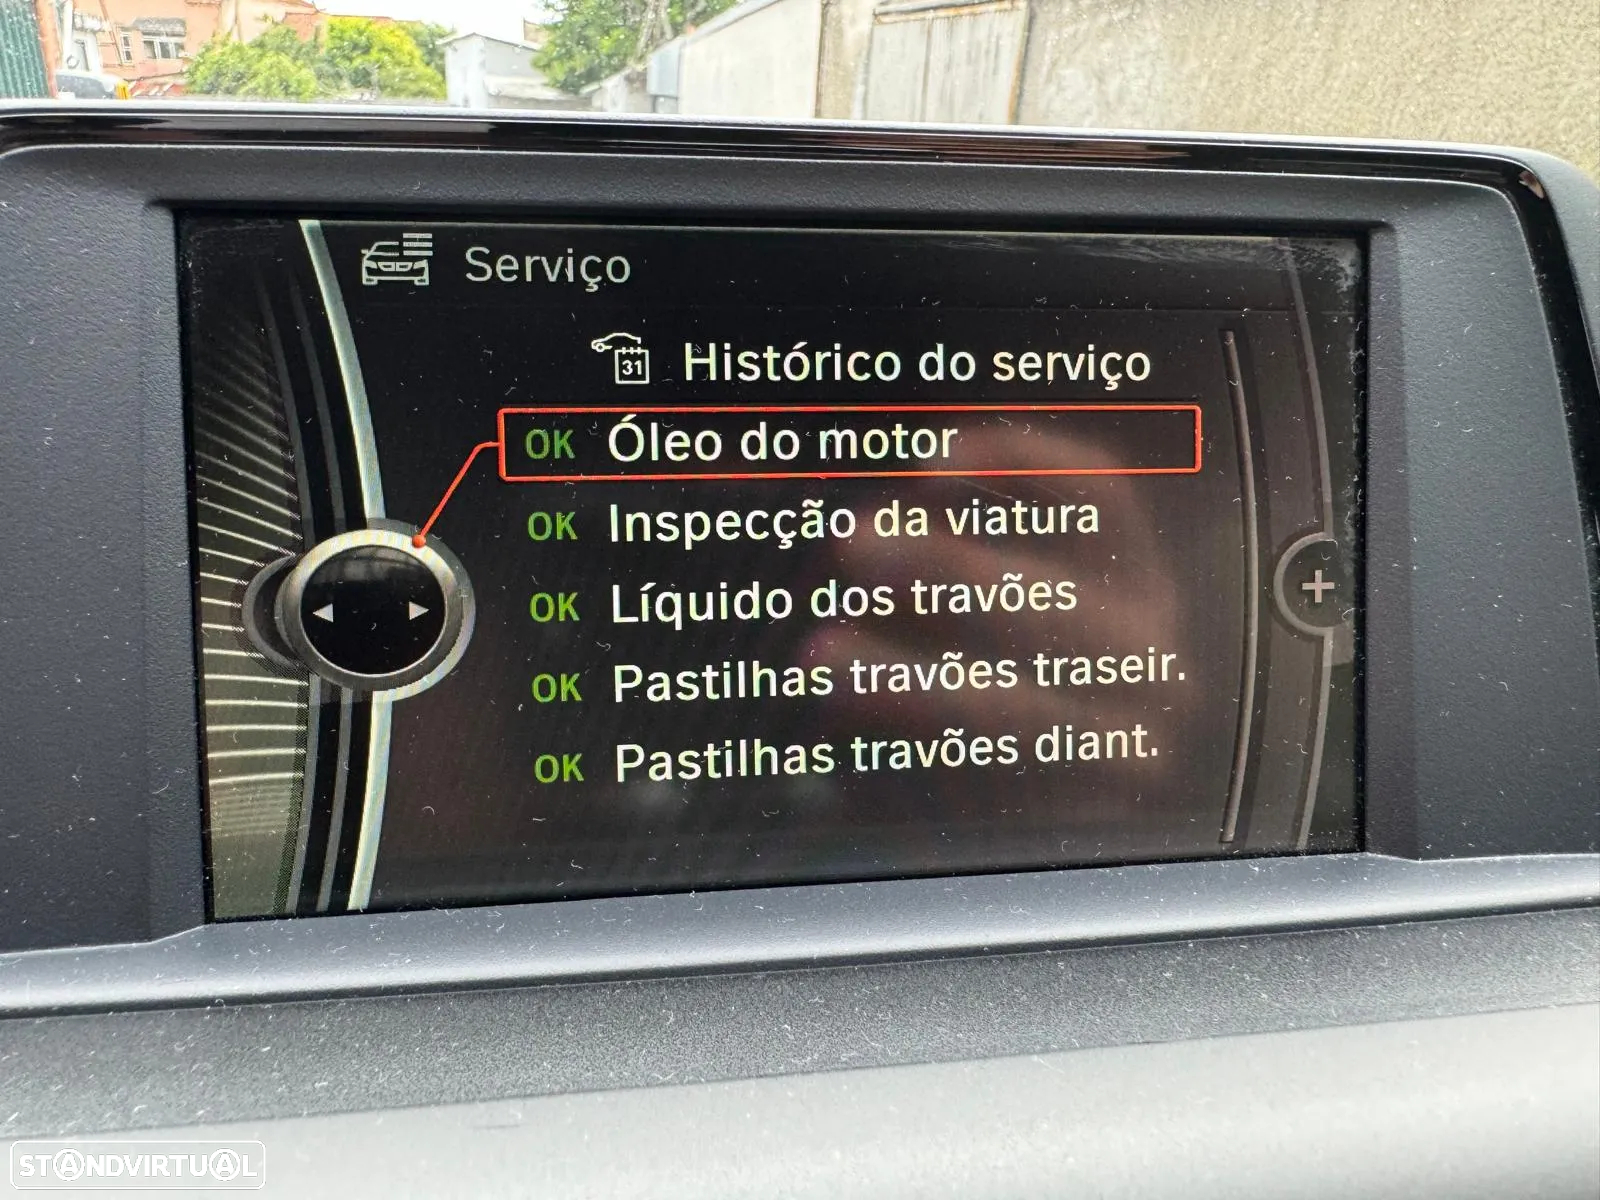 Serviço
31 Histórico do serviço
OK Óleo do motor
OK Inspecção da viatura
OK Líquido dos travões
OK Pastilhas travões traseir.
OK Pastilhas travões diant.
STANDVIRTUAL